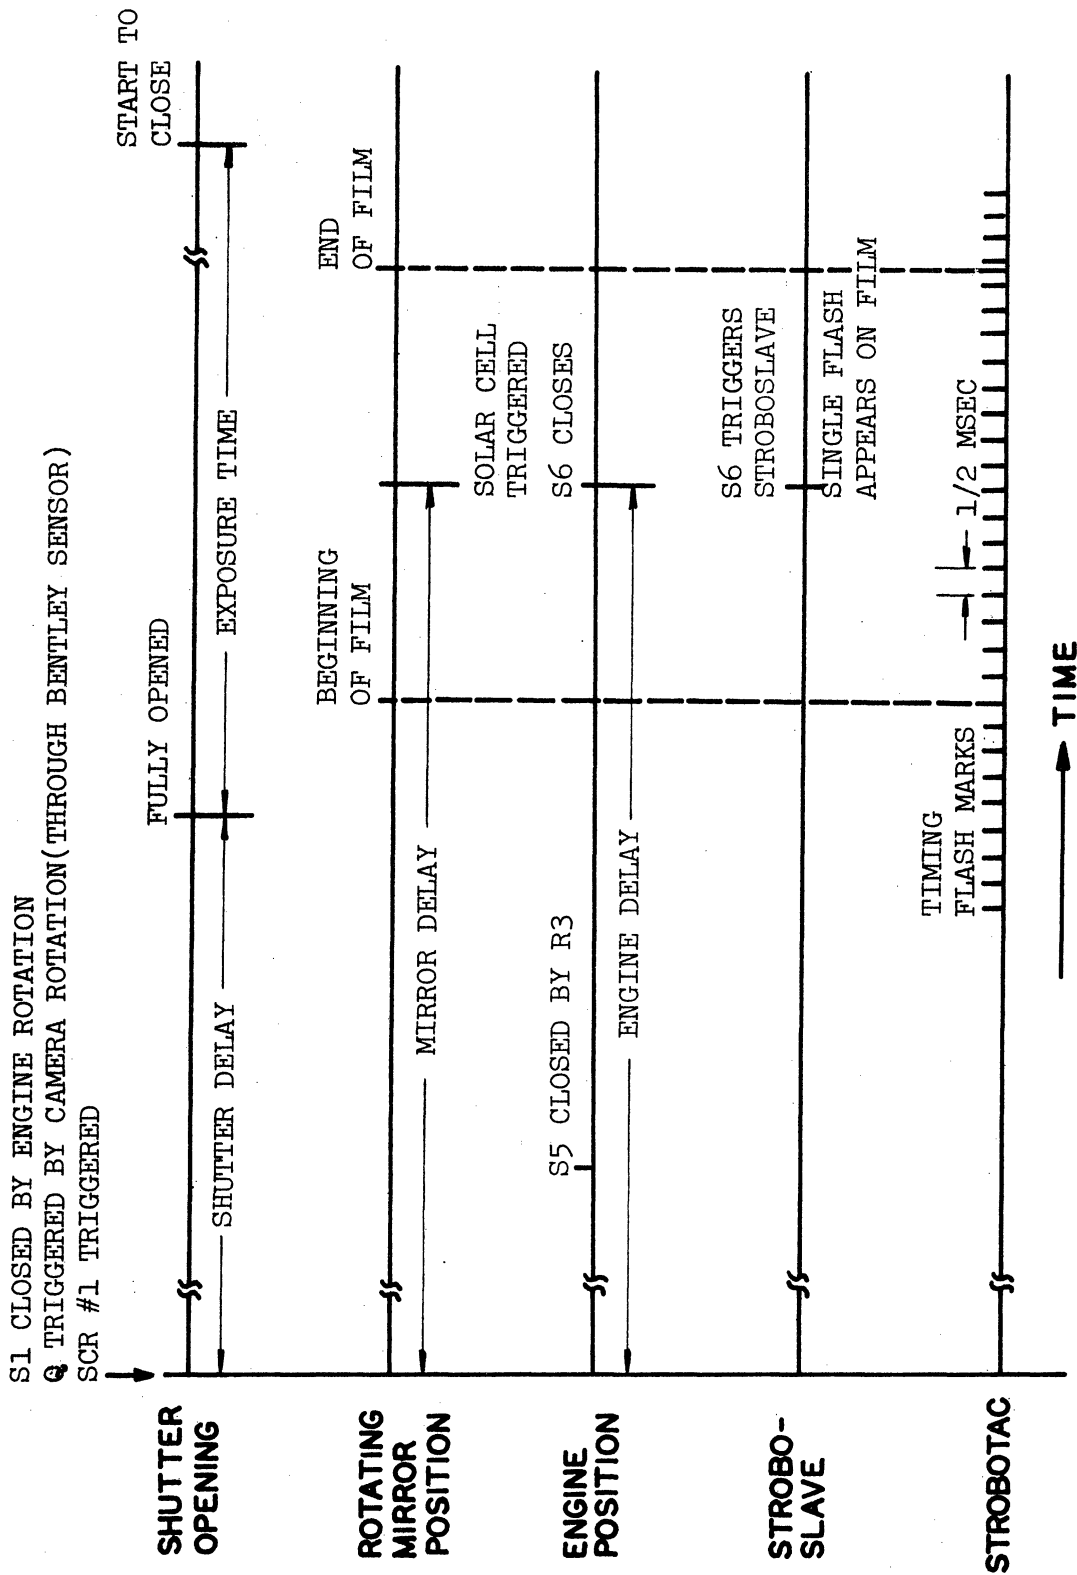 S1 CLOSED BY ENGINE ROTATION
Q TRIGGERED BY CAMERA ROTATION(THROUGH BENTLEY SENSOR)
SCR #1 TRIGGERED
SHUTTER
OPENING
SHUTTER DELAY
FULLY OPENED
EXPOSURE TIME
START TO
CLOSE
ROTATING
MIRROR
POSITION
MIRROR DELAY
BEGINNING
OF FILM
SOLAR CELL
TRIGGERED
END
OF FILM
ENGINE
POSITION
S5 CLOSED BY R3
ENGINE DELAY
S6 CLOSES
STROBO-
SLAVE
S6 TRIGGERS
STROBOSLAVE
SINGLE FLASH
APPEARS ON FILM
STROBOTAC
TIMING
FLASH MARKS
1/2 MSEC
TIME